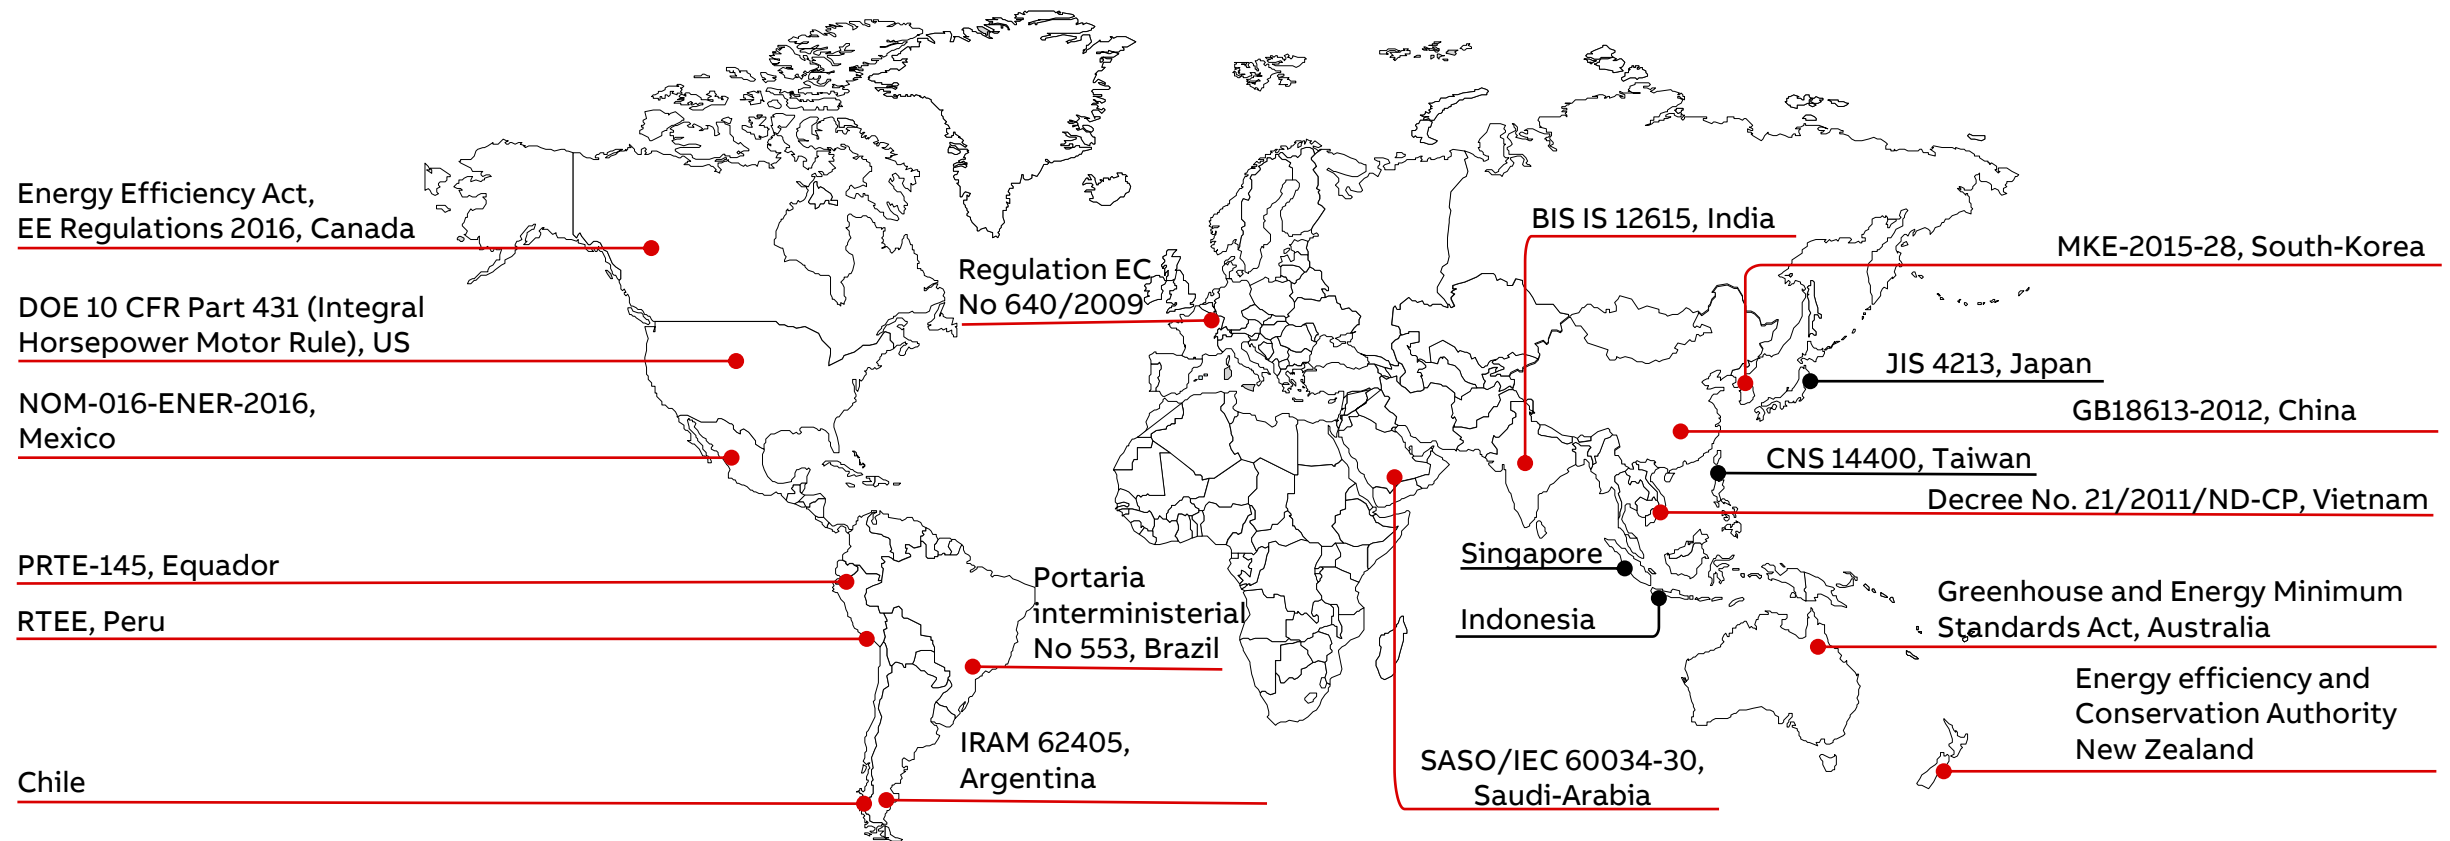 Energy Efficiency Act,
EE Regulations 2016, Canada
DOE 10 CFR Part 431 (Integral
Horsepower Motor Rule), US
NOM-016-ENER-2016,
Mexico
PRTE-145, Equador
RTEE, Peru
Chile
Regulation EC
No 640/2009
Portaria
interministerial
No 553, Brazil
IRAM 62405,
Argentina
BIS IS 12615, India
MKE-2015-28, South-Korea
JIS 4213, Japan
GB18613-2012, China
CNS 14400, Taiwan
Decree No. 21/2011/ND-CP, Vietnam
Singapore
Indonesia
Greenhouse and Energy Minimum
Standards Act, Australia
Energy efficiency and
Conservation Authority
New Zealand
SASO/IEC 60034-30,
Saudi-Arabia